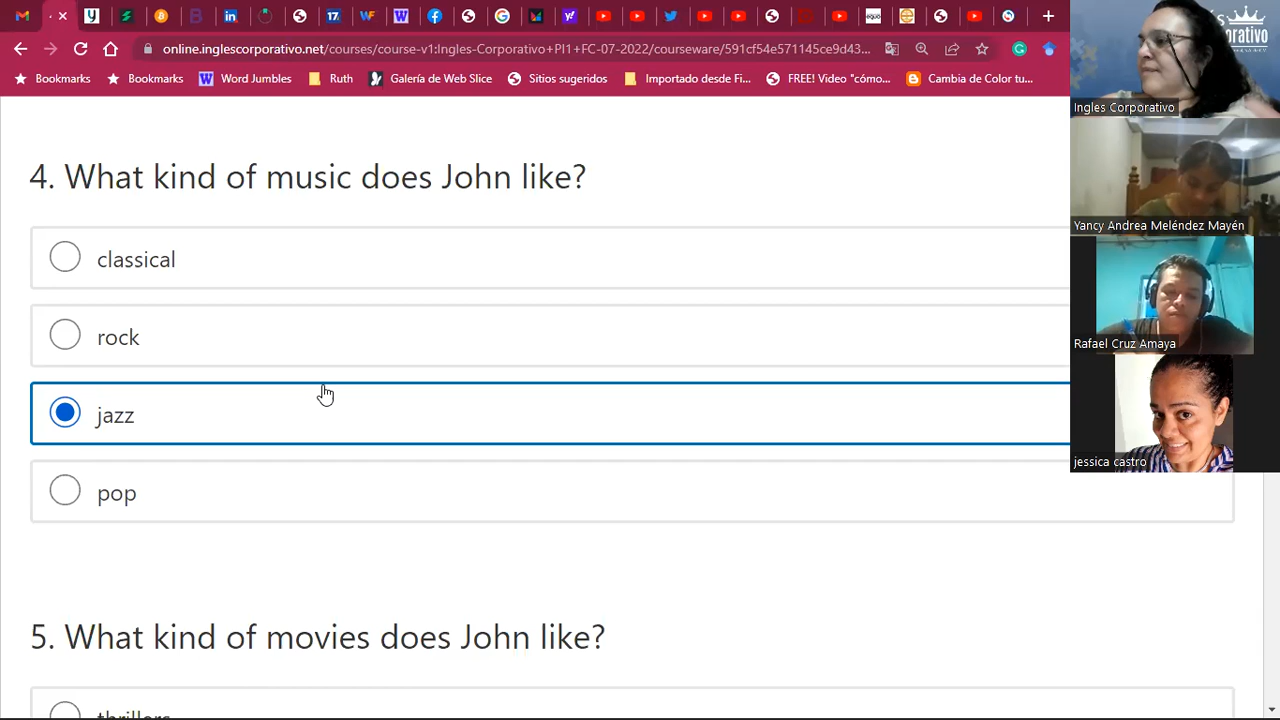 online.inglescorporativo.net/courses/course-v1:Ingles-Corporativo+PI1+FC-07-2022/courseware/591cf54e571145ce9d43...
Bookmarks
Bookmarks
Word Jumbles
Ruth
Galería de Web Slice
Sitios sugeridos
Importado desde Fi...
FREE! Video "cómo...
Cambia de Color tu...
4. What kind of music does John like?
classical
rock
jazz
pop
5. What kind of movies does John like?
thrillers
Ingles Corporativo
Yancy Andrea Meléndez Mayén
Rafael Cruz Amaya
jessica castro